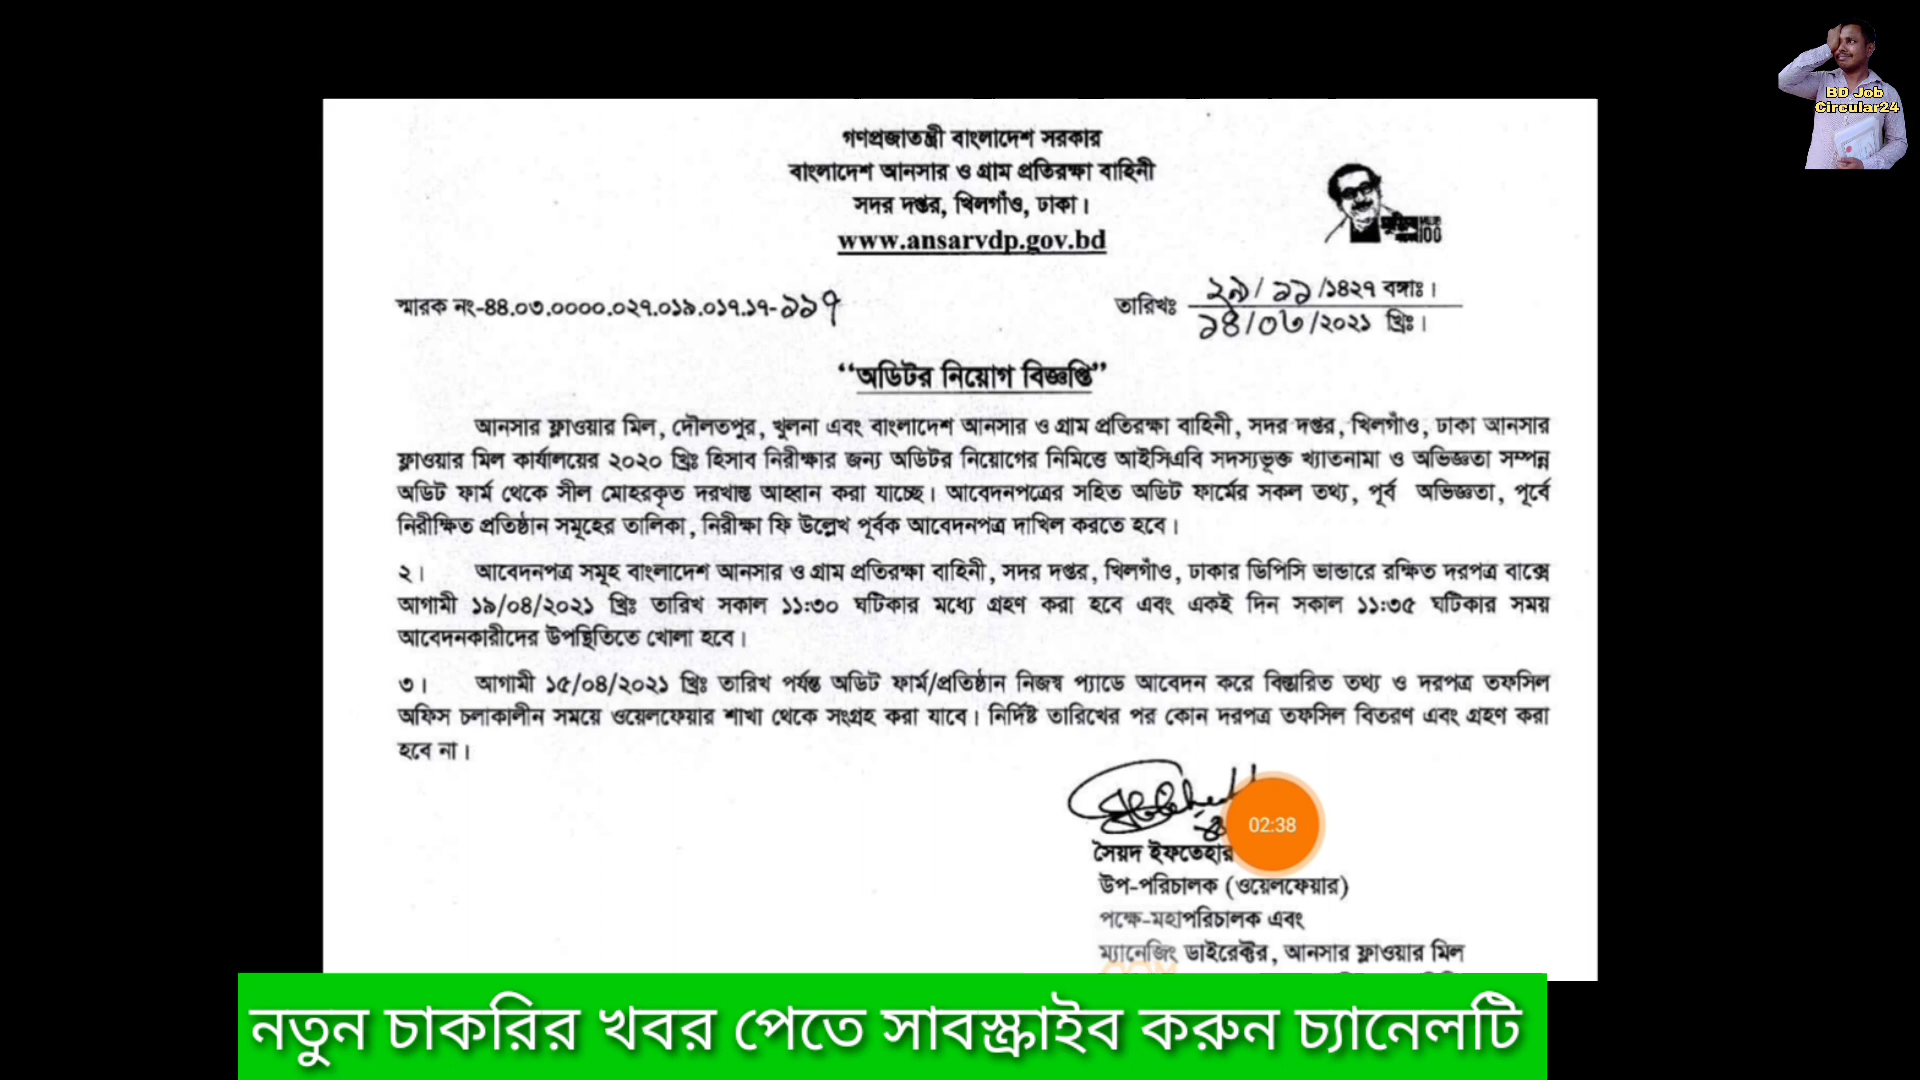 BD Job
Circular24
গণপ্রজাতন্ত্রী বাংলাদেশ সরকার
বাংলাদেশ আনসার ও গ্রাম প্রতিরক্ষা বাহিনী
সদর দপ্তর, খিলগাঁও, ঢাকা।
www.ansarvdp.gov.bd
স্মারক নং-৪৪.০৩.০০০০.০২৭.০১৯.০১৭.১৭-১১৭
তারিখঃ ২৯/১১/১৪২৭ বঙ্গাঃ।
১৪/০৩/২০২১ খ্রিঃ।
“অডিটর নিয়োগ বিজ্ঞপ্তি”
আনসার ফ্লাওয়ার মিল, দৌলতপুর, খুলনা এবং বাংলাদেশ আনসার ও গ্রাম প্রতিরক্ষা বাহিনী, সদর দপ্তর, খিলগাঁও, ঢাকা আনসার
ফ্লাওয়ার মিল কার্যালয়ের ২০২০ খ্রিঃ হিসাব নিরীক্ষার জন্য অডিটর নিয়োগের নিমিত্তে আইসিএবি সদস্যভূক্ত খ্যাতনামা ও অভিজ্ঞতা সম্পন্ন
অডিট ফার্ম থেকে সীল মোহরকৃত দরখাস্ত আহ্বান করা যাচ্ছে। আবেদনপত্রের সহিত অডিট ফার্মের সকল তথ্য, পূর্ব অভিজ্ঞতা, পূর্বে
নিরীক্ষিত প্রতিষ্ঠান সমূহের তালিকা, নিরীক্ষা ফি উল্লেখ পূর্বক আবেদনপত্র দাখিল করতে হবে।
২। আবেদনপত্র সমূহ বাংলাদেশ আনসার ও গ্রাম প্রতিরক্ষা বাহিনী, সদর দপ্তর, খিলগাঁও, ঢাকার ডিপিসি ভান্ডারে রক্ষিত দরপত্র বাক্সে
আগামী ১৯/০৪/২০২১ খ্রিঃ তারিখ সকাল ১১:৩০ ঘটিকার মধ্যে গ্রহণ করা হবে এবং একই দিন সকাল ১১:৩৫ ঘটিকার সময়
আবেদনকারীদের উপস্থিতিতে খোলা হবে।
৩। আগামী ১৫/০৪/২০২১ খ্রিঃ তারিখ পর্যন্ত অডিট ফার্ম/প্রতিষ্ঠান নিজস্ব প্যাডে আবেদন করে বিস্তারিত তথ্য ও দরপত্র তফসিল
অফিস চলাকালীন সময়ে ওয়েলফেয়ার শাখা থেকে সংগ্রহ করা যাবে। নির্দিষ্ট তারিখের পর কোন দরপত্র তফসিল বিতরণ এবং গ্রহণ করা
হবে না।
02:38
সৈয়দ ইফতেহার
উপ-পরিচালক (ওয়েলফেয়ার)
পক্ষে-মহাপরিচালক এবং
ম্যানেজিং ডাইরেক্টর, আনসার ফ্লাওয়ার মিল
নতুন চাকরির খবর পেতে সাবস্ক্রাইব করুন চ্যানেলটি